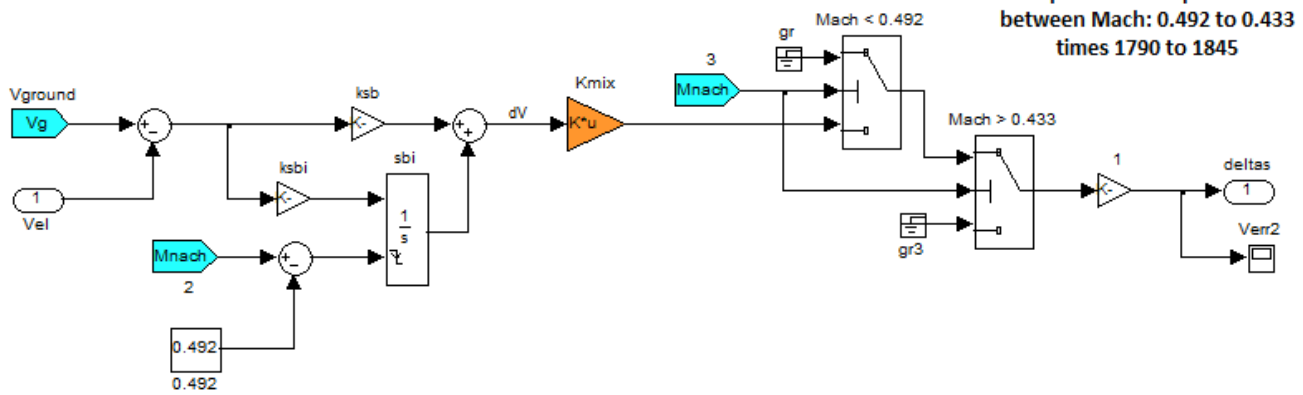 between Mach: 0.492 to 0.433
times 1790 to 1845
Mach < 0.492
gr
3
Mnach
Kmix
K*u
Vground
Vg
ksb
K-
dV
Mach > 0.433
ksbi
K-
sbi
1
s
1
Vel
1
K-
deltas
1
Verr2
gr3
Mnach
2
0.492
0.492